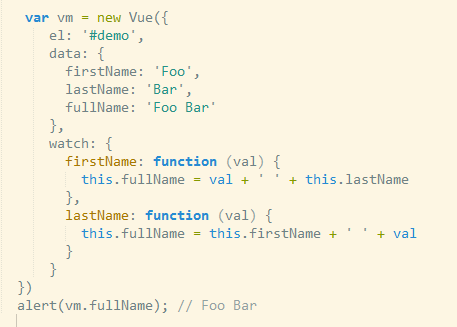 var vm = new Vue({
el: '#demo',
data: {
firstName: 'Foo',
lastName: 'Bar',
fullName: 'Foo Bar'
},
watch: {
firstName: function (val) {
this.fullName = val + ' ' + this.lastName
},
lastName: function (val) {
this.fullName = this.firstName + ' ' + val
}
}
})
alert(vm.fullName); // Foo Bar